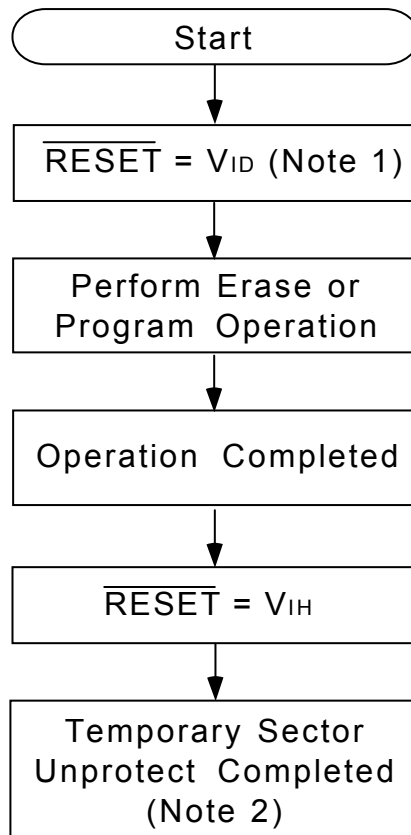 Start
RESET = VID (Note 1)
Perform Erase or
Program Operation
Operation Completed
RESET = VIH
Temporary Sector
Unprotect Completed
(Note 2)